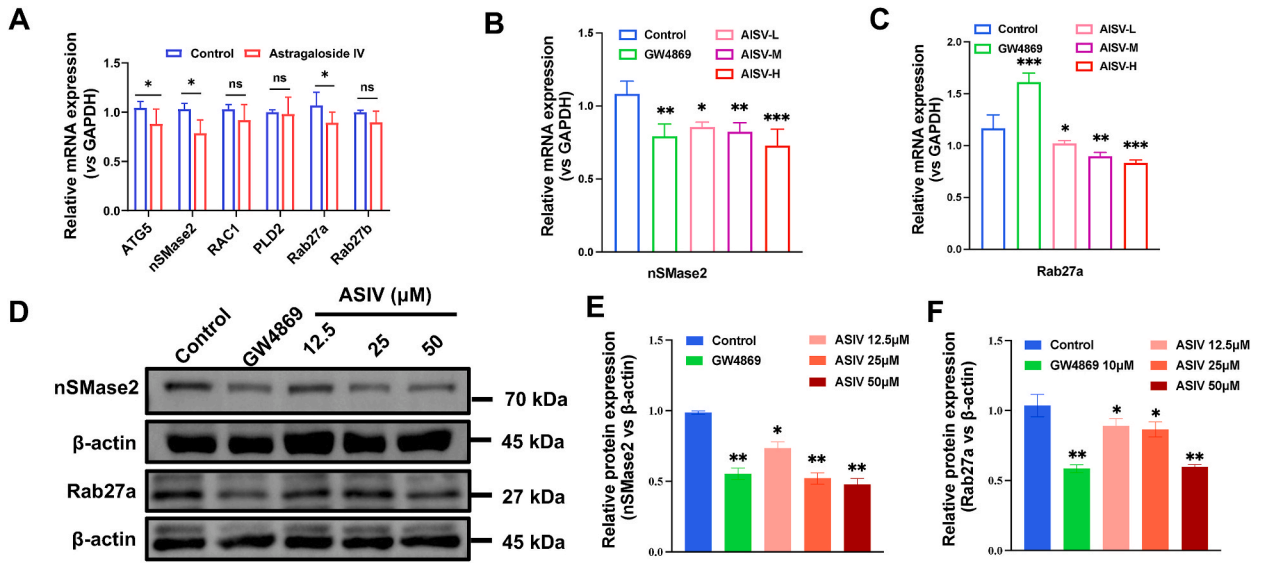 A
Relative mRNA expression
(vs GAPDH)
Control
Astragaloside IV
1.5
1.0
0.5
0.0
*
*
ns
ns
*
ns
ATG5
nSMase2
RAC1
PLD2
Rab27a
Rab27b
B
Relative mRNA expression
(vs GAPDH)
Control
GW4869
AISV-L
AISV-M
AISV-H
1.5
1.0
0.5
0.0
**
*
**
***
nSMase2
C
Relative mRNA expression
(vs GAPDH)
Control
GW4869
AISV-L
AISV-M
AISV-H
2.0
1.5
1.0
0.5
0.0
***
*
**
***
Rab27a
D
ASIV (μM)
Control
GW4869
12.5
25
50
nSMase2
70 kDa
β-actin
45 kDa
Rab27a
27 kDa
β-actin
45 kDa
E
Relative protein expression
(nSMase2 vs β-actin)
Control
GW4869
ASIV 12.5μM
ASIV 25μM
ASIV 50μM
1.5
1.0
0.5
0.0
**
*
**
**
F
Relative protein expression
(Rab27a vs β-actin)
Control
GW4869 10μM
ASIV 12.5μM
ASIV 25μM
ASIV 50μM
1.5
1.0
0.5
0.0
**
*
*
**